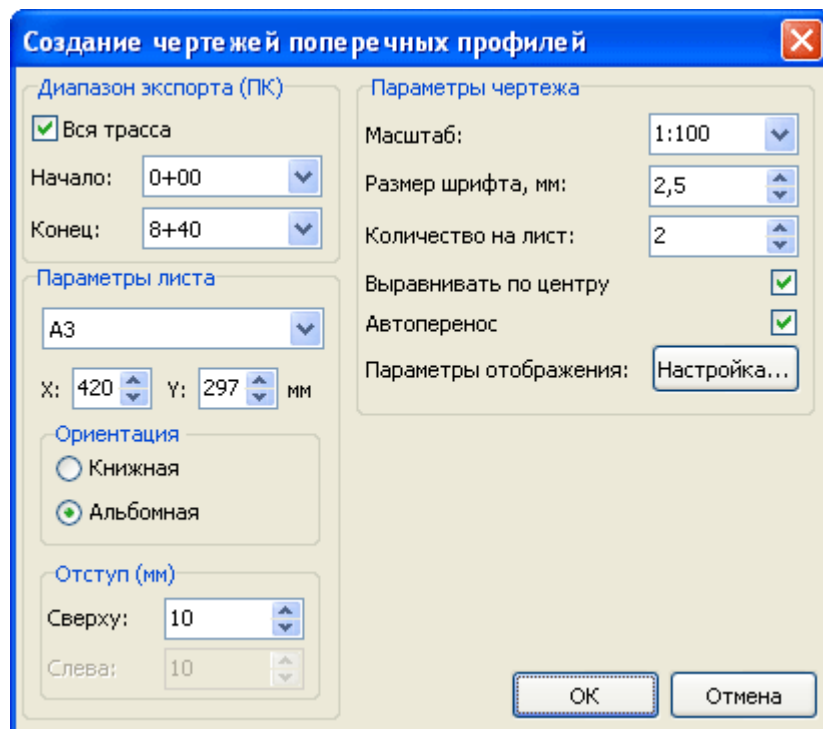 Создание чертежей поперечных профилей
Диапазон экспорта (ПК)
Вся трасса
Начало: 0+00
Конец: 8+40
Параметры листа
A3
X: 420 Y: 297 мм
Ориентация
Книжная
Альбомная
Отступ (мм)
Сверху: 10
Слева: 10
Параметры чертежа
Масштаб: 1:100
Размер шрифта, мм: 2,5
Количество на лист: 2
Выравнивать по центру
Автоперенос
Параметры отображения: Настройка...
ОК Отмена